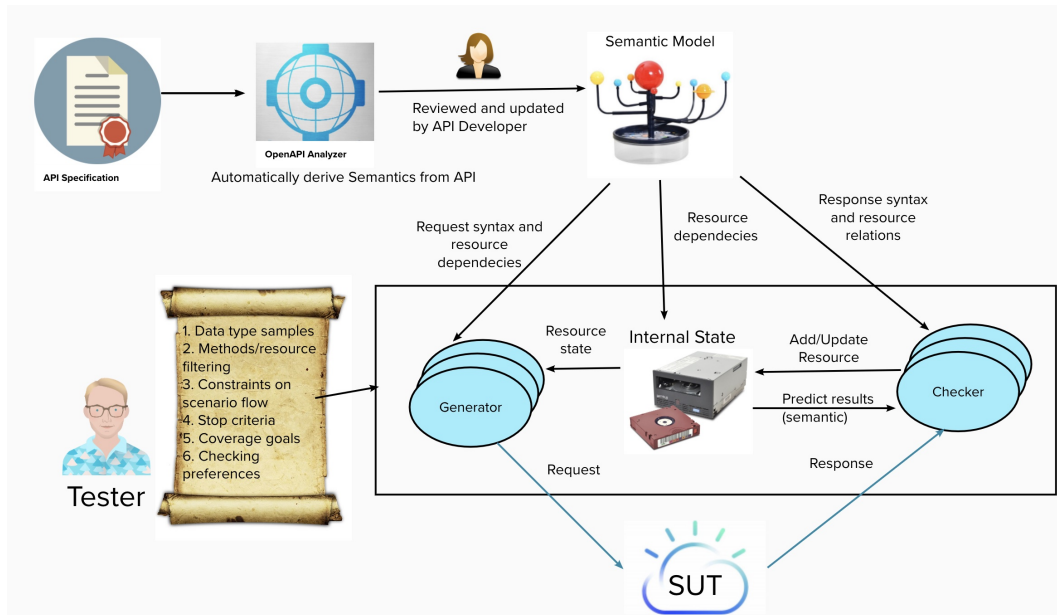 Semantic Model
API Specification
OpenAPI Analyzer
Reviewed and updated
by API Developer
Automatically derive Semantics from API
Request syntax and
resource
dependecies
Resource
dependecies
Response syntax
and resource
relations
1. Data type samples
2. Methods/resource
filtering
3. Constraints on
scenario flow
4. Stop criteria
5. Coverage goals
6. Checking
preferences
Tester
Generator
Resource
state
Internal State
Add/Update
Resource
Predict results
(semantic)
Checker
Request
Response
SUT